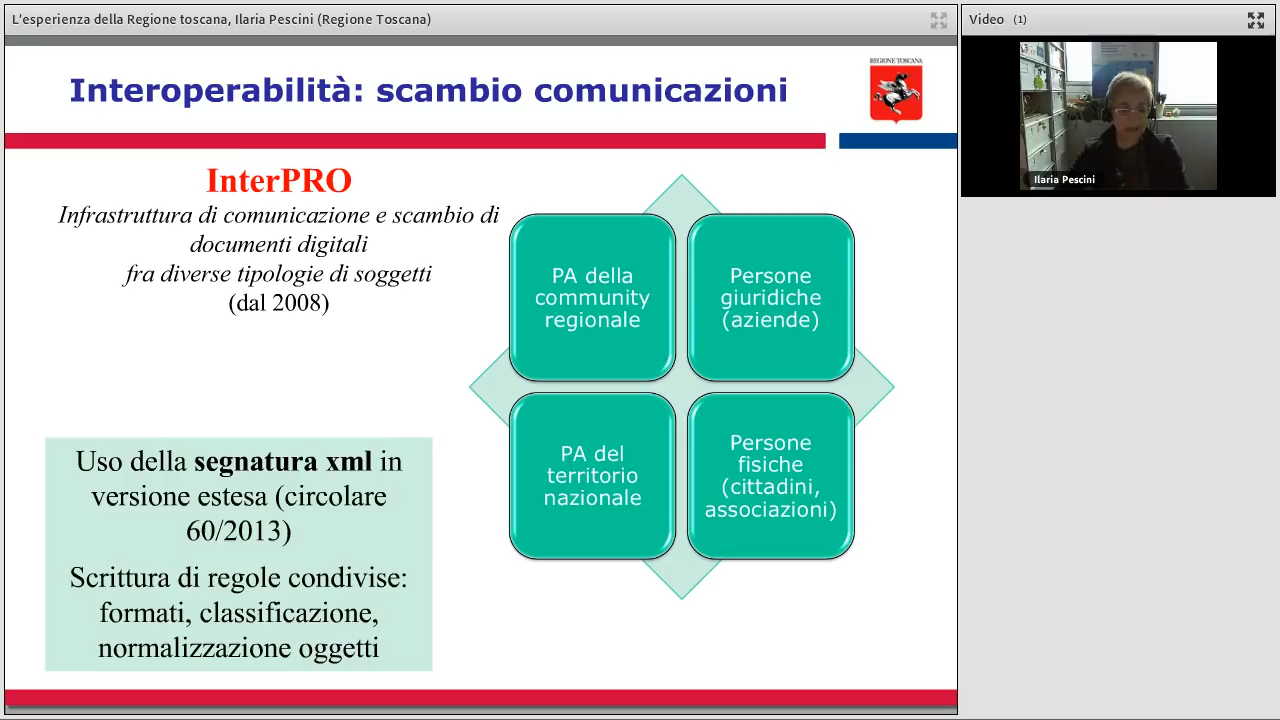 L'esperienza della Regione toscana, Ilaria Pescini (Regione Toscana)
Interoperabilità: scambio comunicazioni
REGIONE TOSCANA
InterPRO
Infrastruttura di comunicazione e scambio di
documenti digitali
fra diverse tipologie di soggetti
(dal 2008)
Uso della segnatura xml in
versione estesa (circolare
60/2013)
Scrittura di regole condivise:
formati, classificazione,
normalizzazione oggetti
PA della
community
regionale
Persone
giuridiche
(aziende)
PA del
territorio
nazionale
Persone
fisiche
(cittadini,
associazioni)
Video (1)
Ilaria Pescini